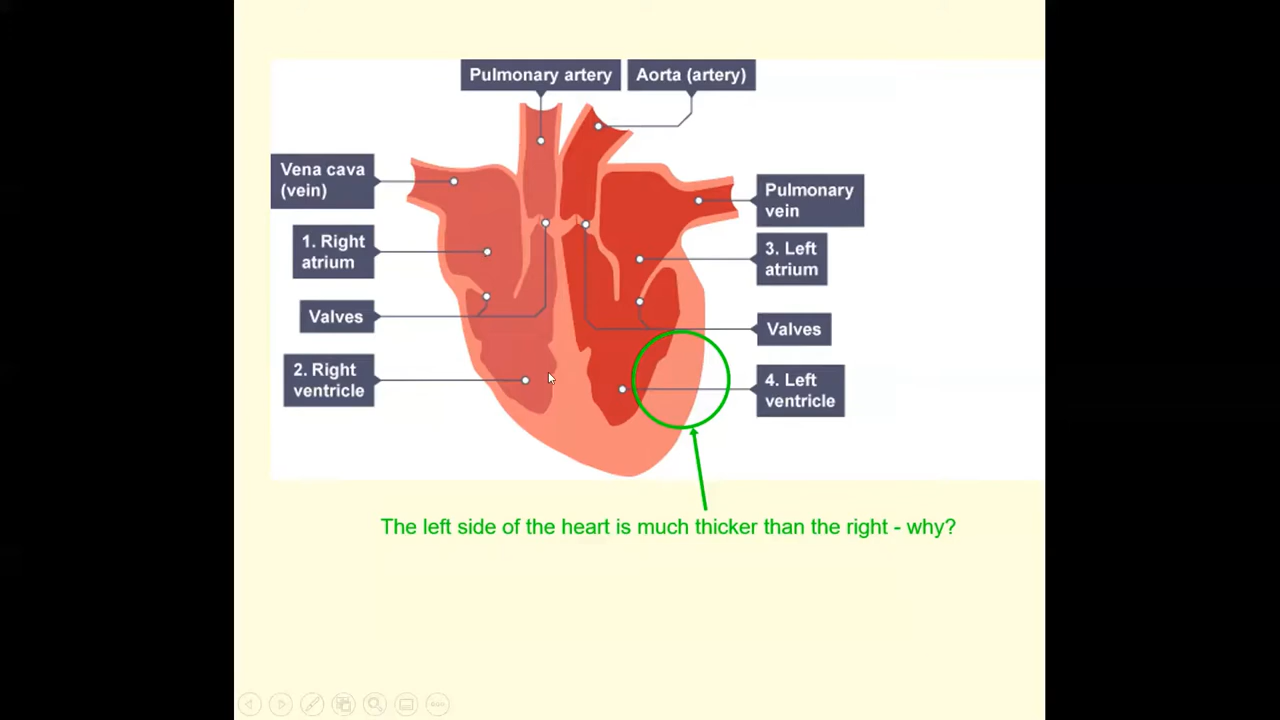 Pulmonary artery
Aorta (artery)
Vena cava
(vein)
Pulmonary
vein
1. Right
atrium
3. Left
atrium
Valves
Valves
2. Right
ventricle
4. Left
ventricle
The left side of the heart is much thicker than the right - why?